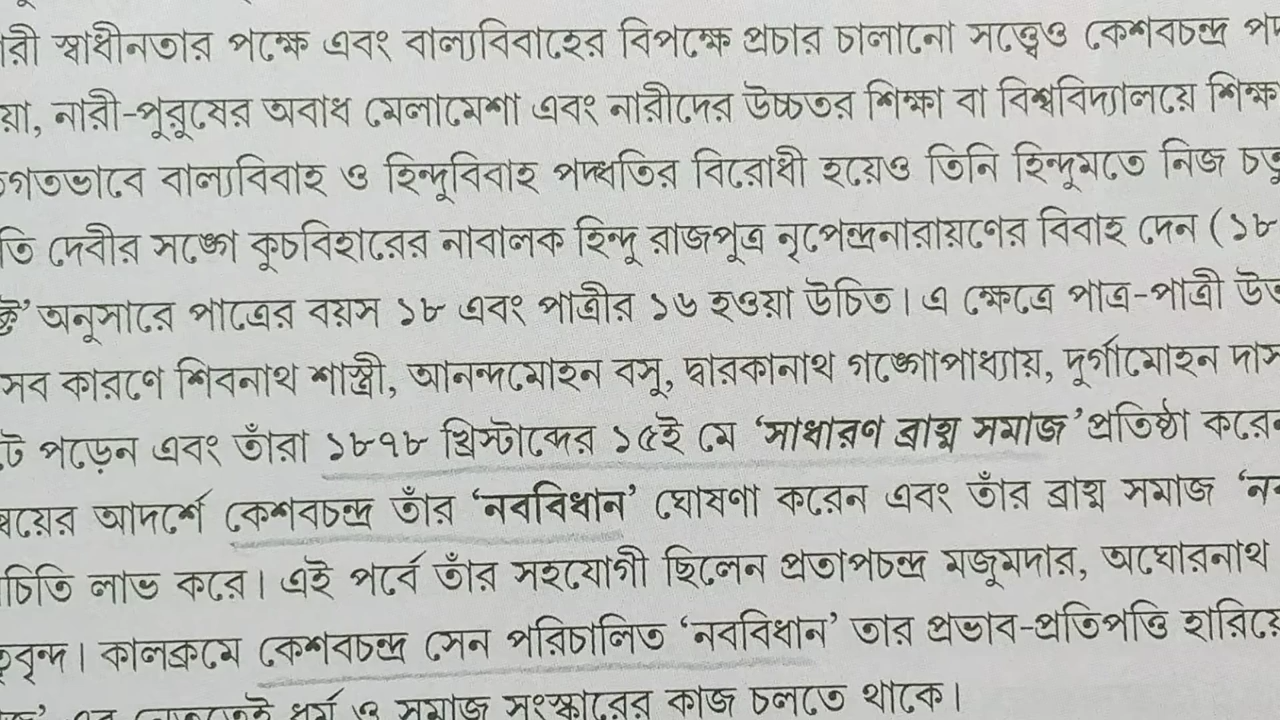 স্বাধীনতার পক্ষে এবং বাল্যবিবাহের বিপক্ষে প্রচার চালানো সত্ত্বেও কেশবচন্দ্র
নারী-পুরুষের অবাধ মেলামেশা এবং নারীদের উচ্চতর শিক্ষা বা বিশ্ববিদ্যালয়ে
বাল্যবিবাহ ও হিন্দুবিবাহ পদ্ধতির বিরোধী হয়েও তিনি হিন্দুমতে নিজ
দেবীর সঙ্গে কুচবিহারের নাবালক হিন্দু রাজপুত্র নৃপেন্দ্রনারায়ণের বিবাহ দেন (১৮
অনুসারে পাত্রের বয়স ১৮ এবং পাত্রীর ১৬ হওয়া উচিত। এ ক্ষেত্রে পাত্র-পাত্রী
সব কারণে শিবনাথ শাস্ত্রী, আনন্দমোহন বসু, দ্বারকানাথ গঙ্গোপাধ্যায়, দুর্গামোহন দাস
পড়েন এবং তাঁরা ১৮৭৮ খ্রিস্টাব্দের ১৫ই মে ‘সাধারণ ব্রাহ্ম সমাজ’ প্রতিষ্ঠা
আদর্শে কেশবচন্দ্র তাঁর ‘নববিধান’ ঘোষণা করেন এবং তাঁর ব্রাহ্ম সমাজ
লাভ করে। এই পর্বে তাঁর সহযোগী ছিলেন প্রতাপচন্দ্র মজুমদার, অঘোরনাথ
কালক্রমে কেশবচন্দ্র সেন পরিচালিত ‘নববিধান’ তার প্রভাব-প্রতিপত্তি
ধর্ম ও সমাজ সংস্কারের কাজ চলতে থাকে।